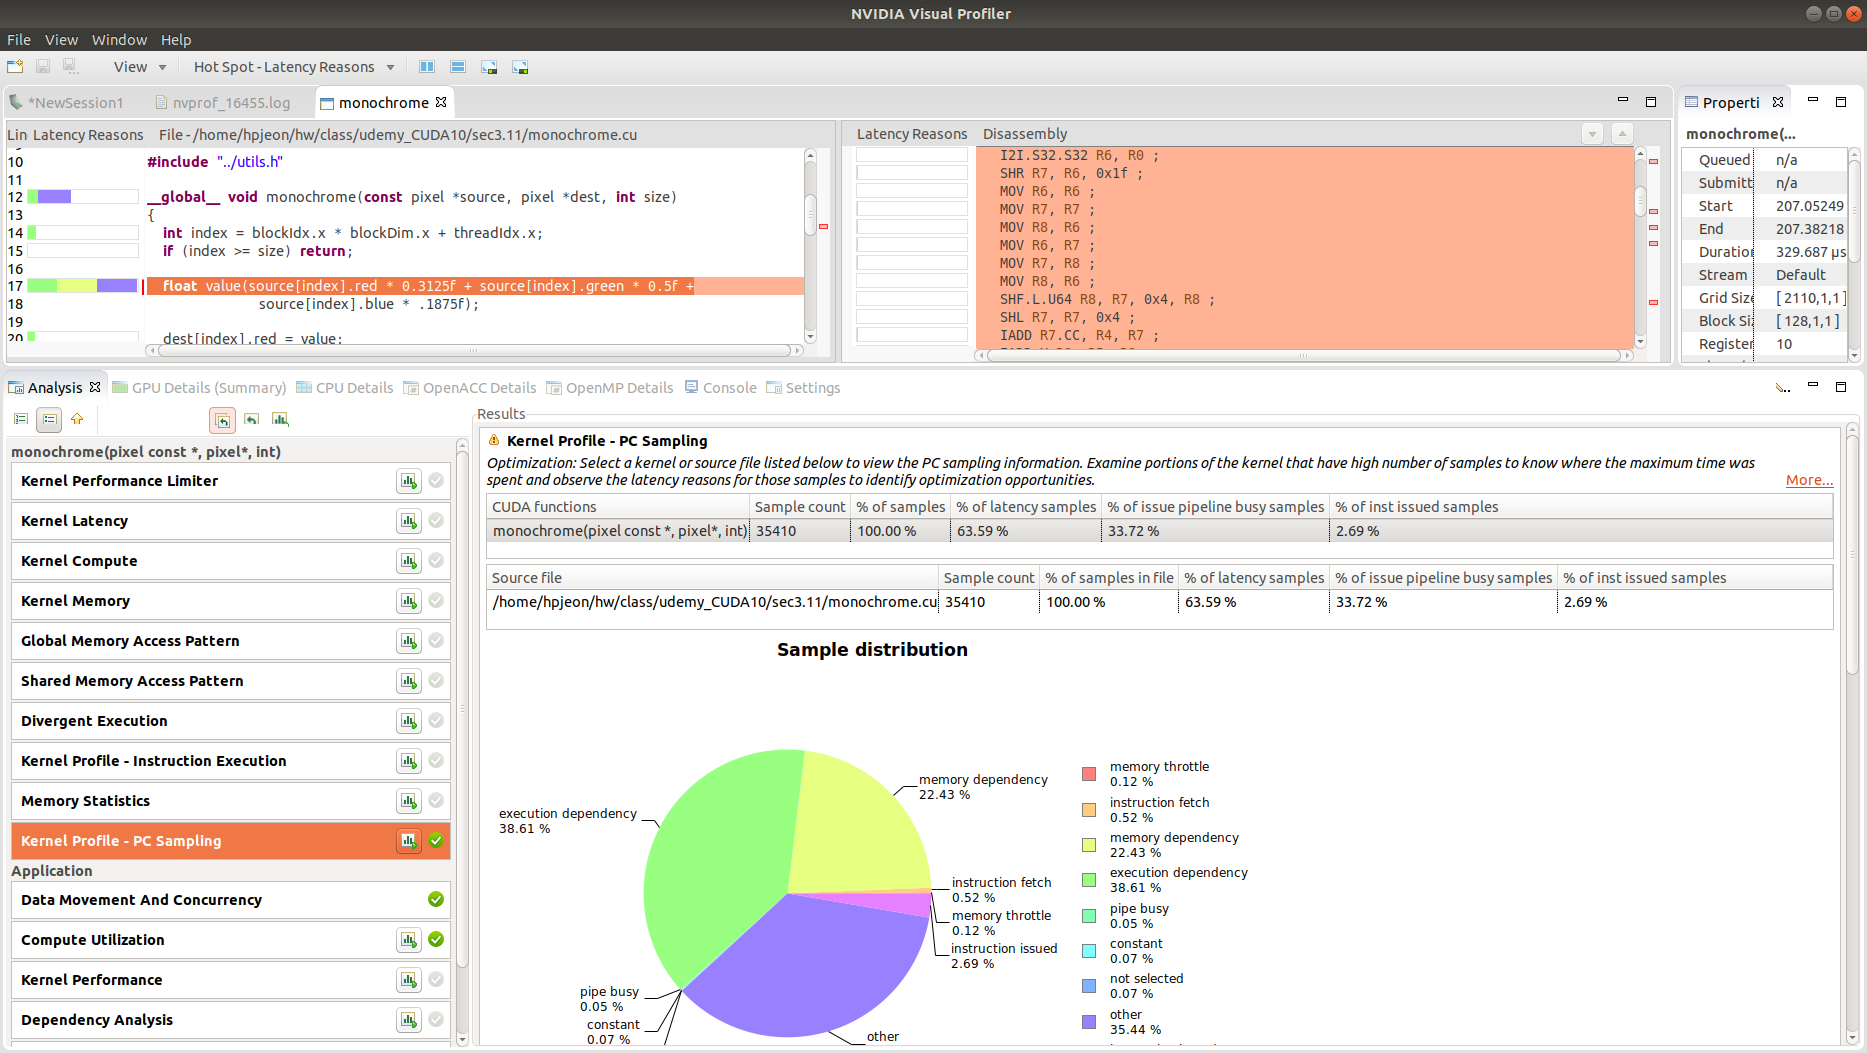 NVIDIA Visual Profiler
File View Window Help
View Hot Spot - Latency Reasons
*NewSession1 nvprof_16455.log monochrome
Lin Latency Reasons File - /home/hpjeon/hw/class/udemy_CUDA10/sec3.11/monochrome.cu
10 #include "../utils.h"
11
12 __global__ void monochrome(const pixel *source, pixel *dest, int size)
13 {
14 int index = blockIdx.x * blockDim.x + threadIdx.x;
15 if (index >= size) return;
16
17 float value(source[index].red * 0.3125f + source[index].green * 0.5f +
18 source[index].blue * .1875f);
19
20 dest[index].red = value;
Latency Reasons Disassembly
I2I.S32.S32 R6, R0 ;
SHR R7, R6, 0x1f ;
MOV R6, R6 ;
MOV R7, R7 ;
MOV R8, R6 ;
MOV R6, R7 ;
MOV R7, R8 ;
MOV R8, R6 ;
SHF.L.U64 R8, R7, 0x4, R8 ;
SHL R7, R7, 0x4 ;
IADD R7.CC, R4, R7 ;
Properti
monochrome(...
Queued n/a
Submitt n/a
Start 207.05249
End 207.38218
Duration 329.687 µs
Stream Default
Grid Size [ 2110,1,1 ]
Block Siz [ 128,1,1 ]
Register 10
Analysis GPU Details (Summary) CPU Details OpenACC Details OpenMP Details Console Settings
monochrome(pixel const *, pixel*, int)
Kernel Performance Limiter
Kernel Latency
Kernel Compute
Kernel Memory
Global Memory Access Pattern
Shared Memory Access Pattern
Divergent Execution
Kernel Profile - Instruction Execution
Memory Statistics
Kernel Profile - PC Sampling
Application
Data Movement And Concurrency
Compute Utilization
Kernel Performance
Dependency Analysis
Results
Kernel Profile - PC Sampling
Optimization: Select a kernel or source file listed below to view the PC sampling information. Examine portions of the kernel that have high number of samples to know where the maximum time was
spent and observe the latency reasons for those samples to identify optimization opportunities.
More...
CUDA functions Sample count % of samples % of latency samples % of issue pipeline busy samples % of inst issued samples
monochrome(pixel const *, pixel*, int) 35410 100.00 % 63.59 % 33.72 % 2.69 %
Source file Sample count % of samples in file % of latency samples % of issue pipeline busy samples % of inst issued samples
/home/hpjeon/hw/class/udemy_CUDA10/sec3.11/monochrome.cu 35410 100.00 % 63.59 % 33.72 % 2.69 %
Sample distribution
memory dependency
22.43 %
execution dependency
38.61 %
instruction fetch
0.52 %
memory throttle
0.12 %
instruction issued
2.69 %
pipe busy
0.05 %
constant
0.07 %
other
memory throttle
0.12 %
instruction fetch
0.52 %
memory dependency
22.43 %
execution dependency
38.61 %
pipe busy
0.05 %
constant
0.07 %
not selected
0.07 %
other
35.44 %